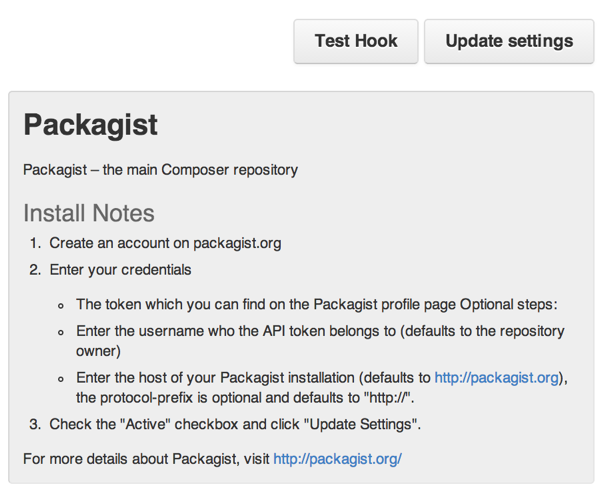 Test Hook
Update settings
Packagist
Packagist – the main Composer repository
Install Notes
1. Create an account on packagist.org
2. Enter your credentials
The token which you can find on the Packagist profile page Optional steps:
Enter the username who the API token belongs to (defaults to the repository
owner)
Enter the host of your Packagist installation (defaults to http://packagist.org),
the protocol-prefix is optional and defaults to "http://".
3. Check the "Active" checkbox and click "Update Settings".
For more details about Packagist, visit http://packagist.org/